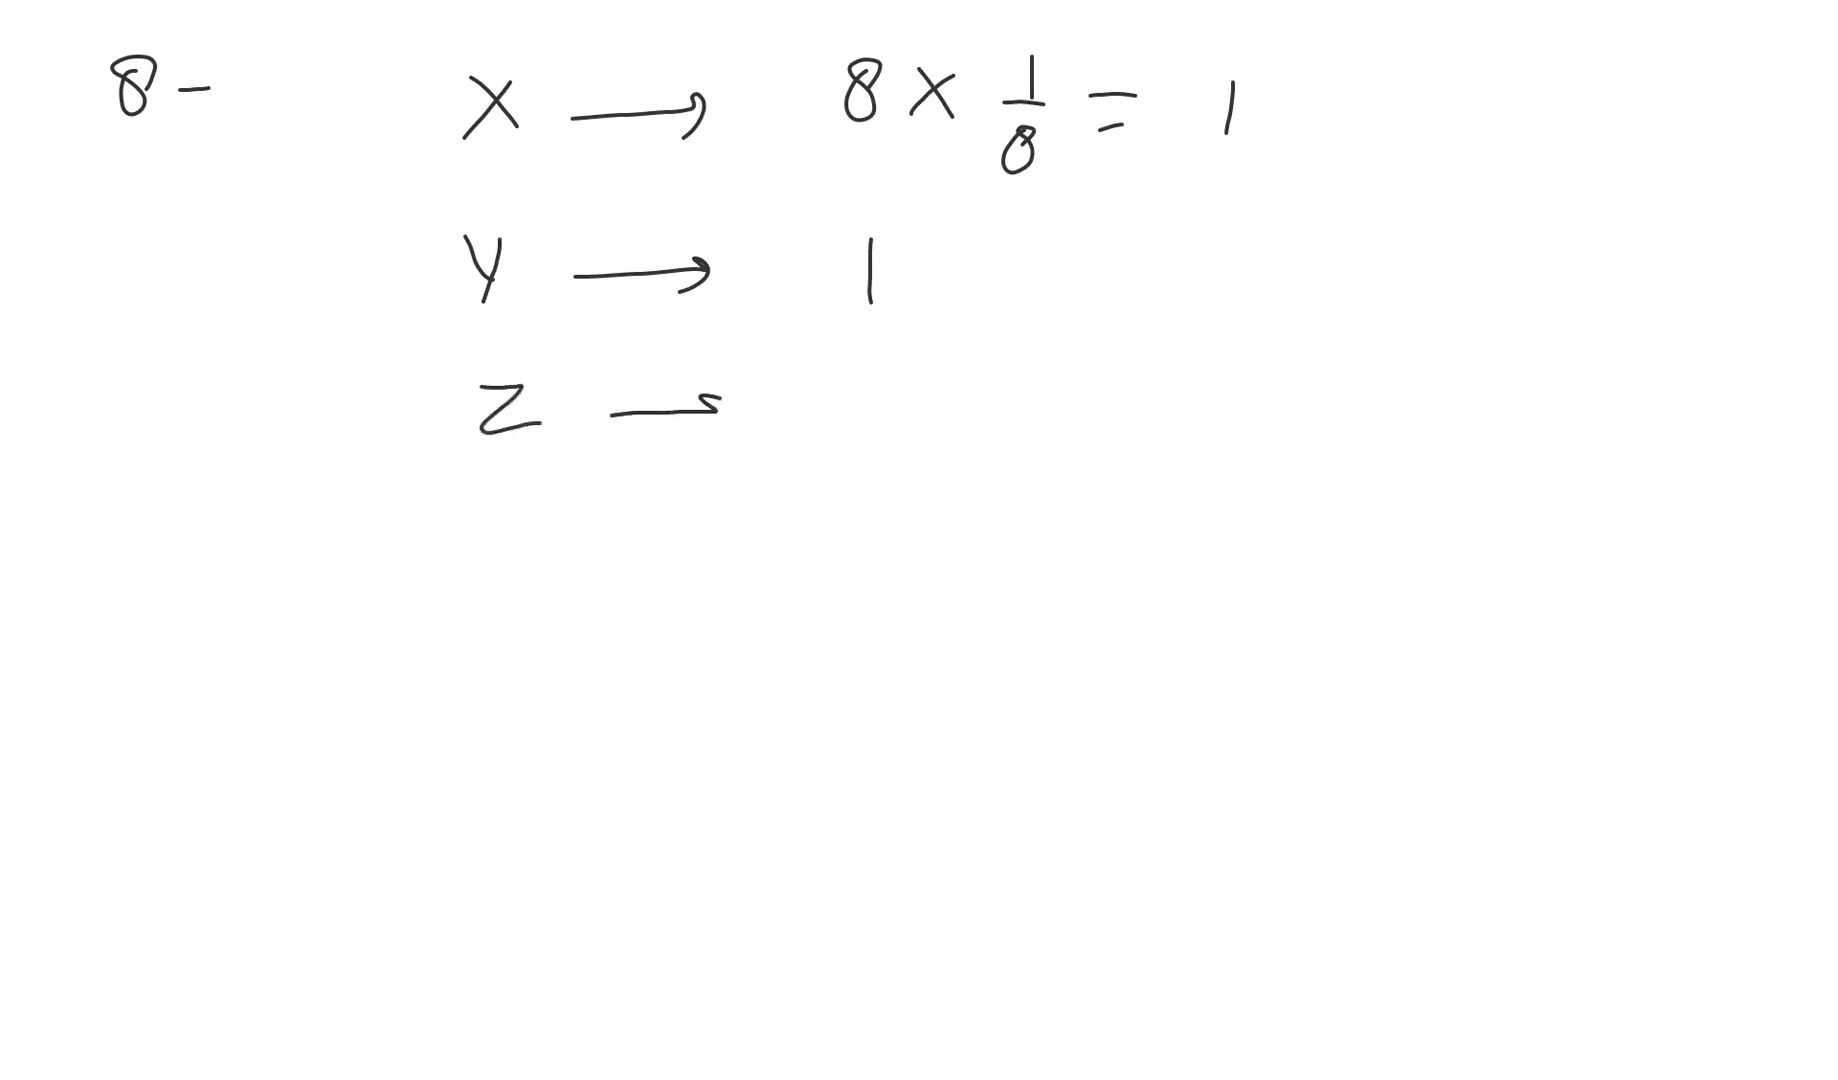 8-
X → 8 × 1/8 = 1
Y → 1
Z →